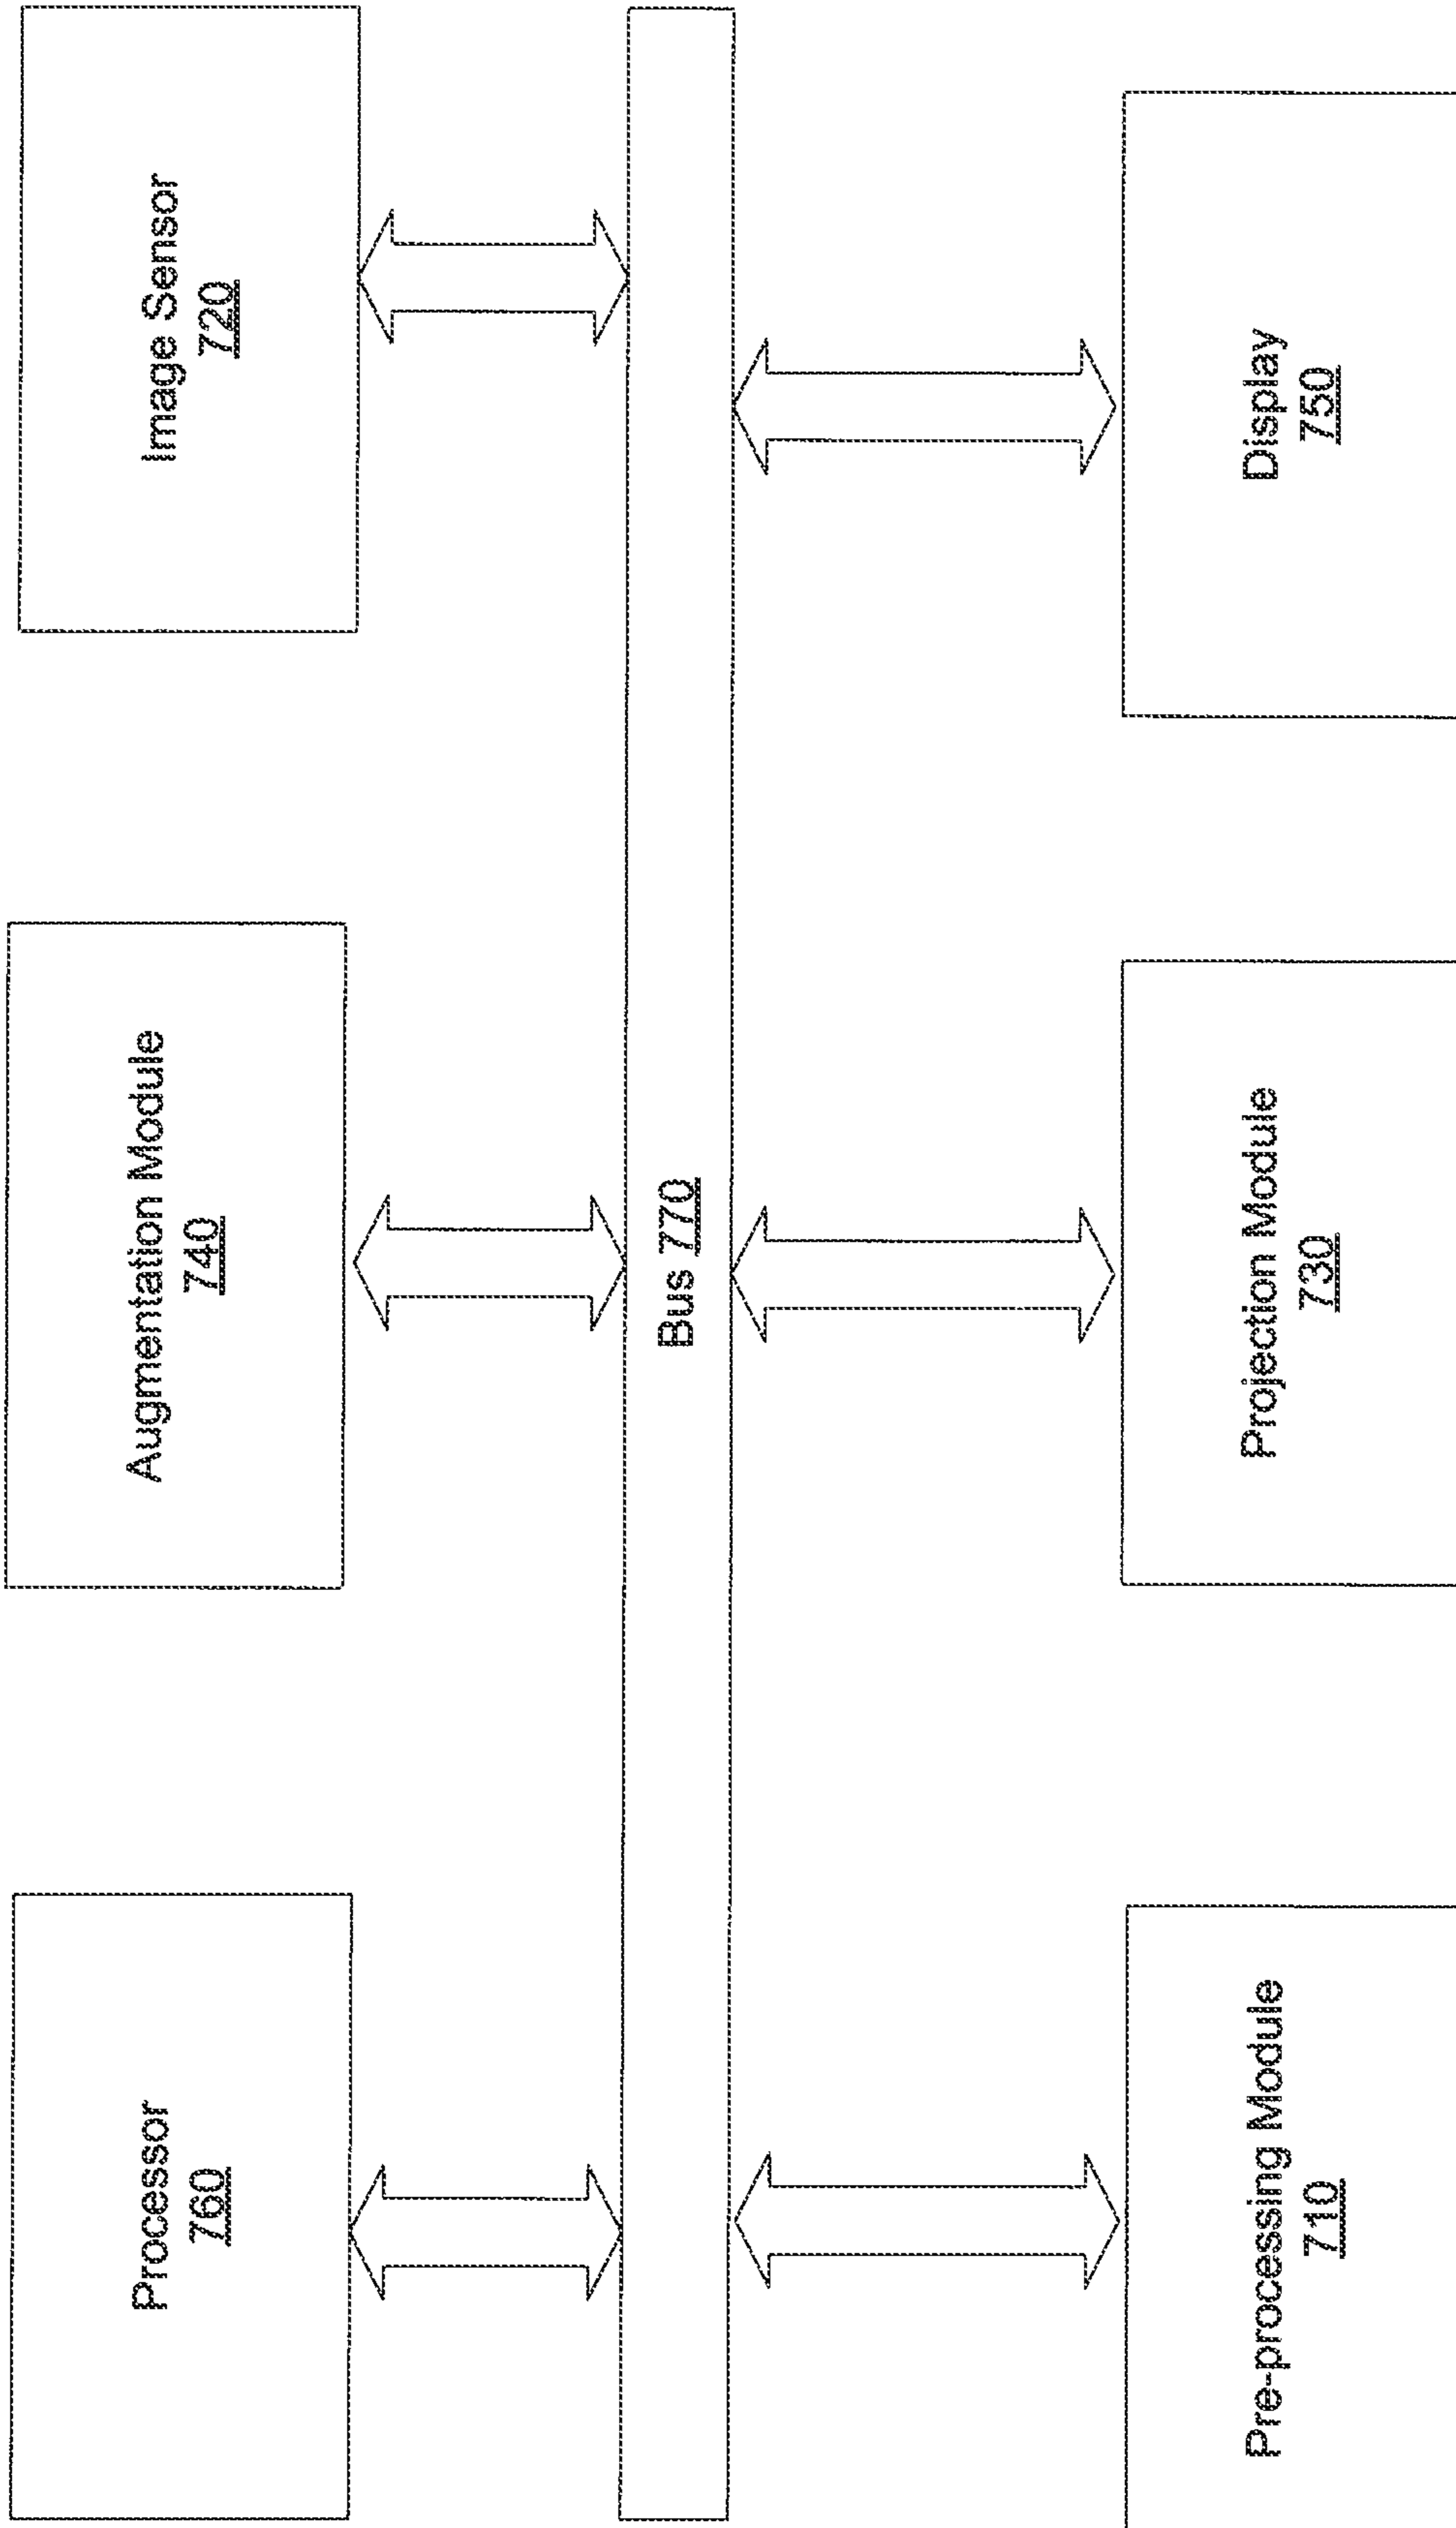 Processor
760
Augmentation Module
740
Image Sensor
720
Bus 770
Pre-processing Module
710
Projection Module
730
Display
750